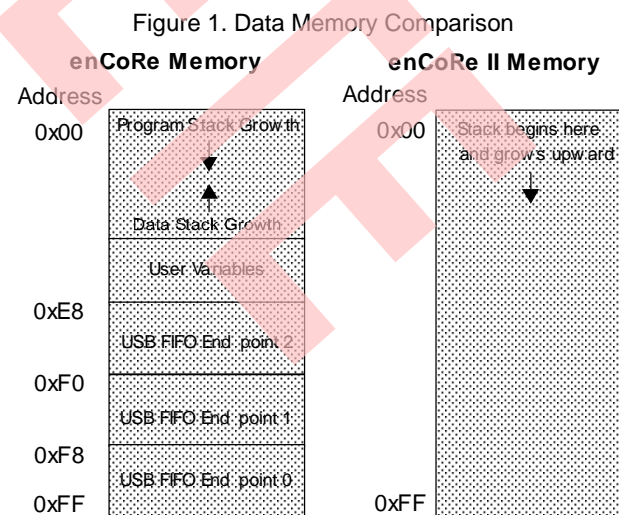 Figure 1. Data Memory Comparison
enCoRe Memory
Address
0x00
Program Stack Growth
Data Stack Growth
User Variables
0xE8
USB FIFO End point 2
0xF0
USB FIFO End point 1
0xF8
USB FIFO End point 0
0xFF
enCoRe II Memory
Address
0x00
Stack begins here
and grows upward
0xFF